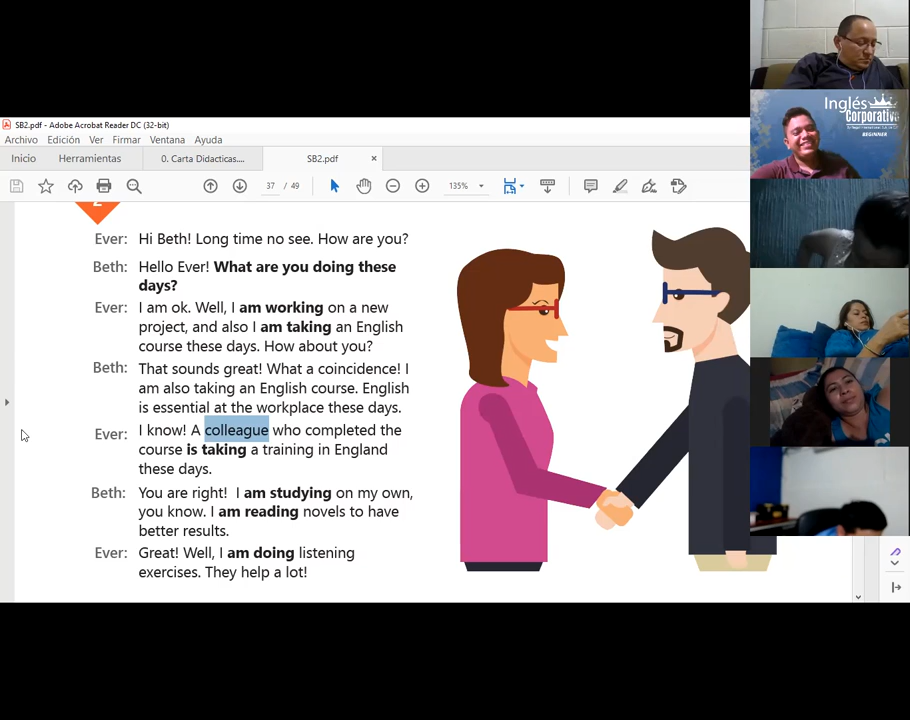 SB2.pdf - Adobe Acrobat Reader DC (32-bit)
Archivo Edición Ver Firmar Ventana Ayuda
Inicio Herramientas 0. Carta Didacticas.... SB2.pdf ×
37 / 49 135%
2
Ever: Hi Beth! Long time no see. How are you?
Beth: Hello Ever! What are you doing these
days?
Ever: I am ok. Well, I am working on a new
project, and also I am taking an English
course these days. How about you?
Beth: That sounds great! What a coincidence! I
am also taking an English course. English
is essential at the workplace these days.
Ever: I know! A colleague who completed the
course is taking a training in England
these days.
Beth: You are right! I am studying on my own,
you know. I am reading novels to have
better results.
Ever: Great! Well, I am doing listening
exercises. They help a lot!
Inglés
Corporativo
BEGINNER